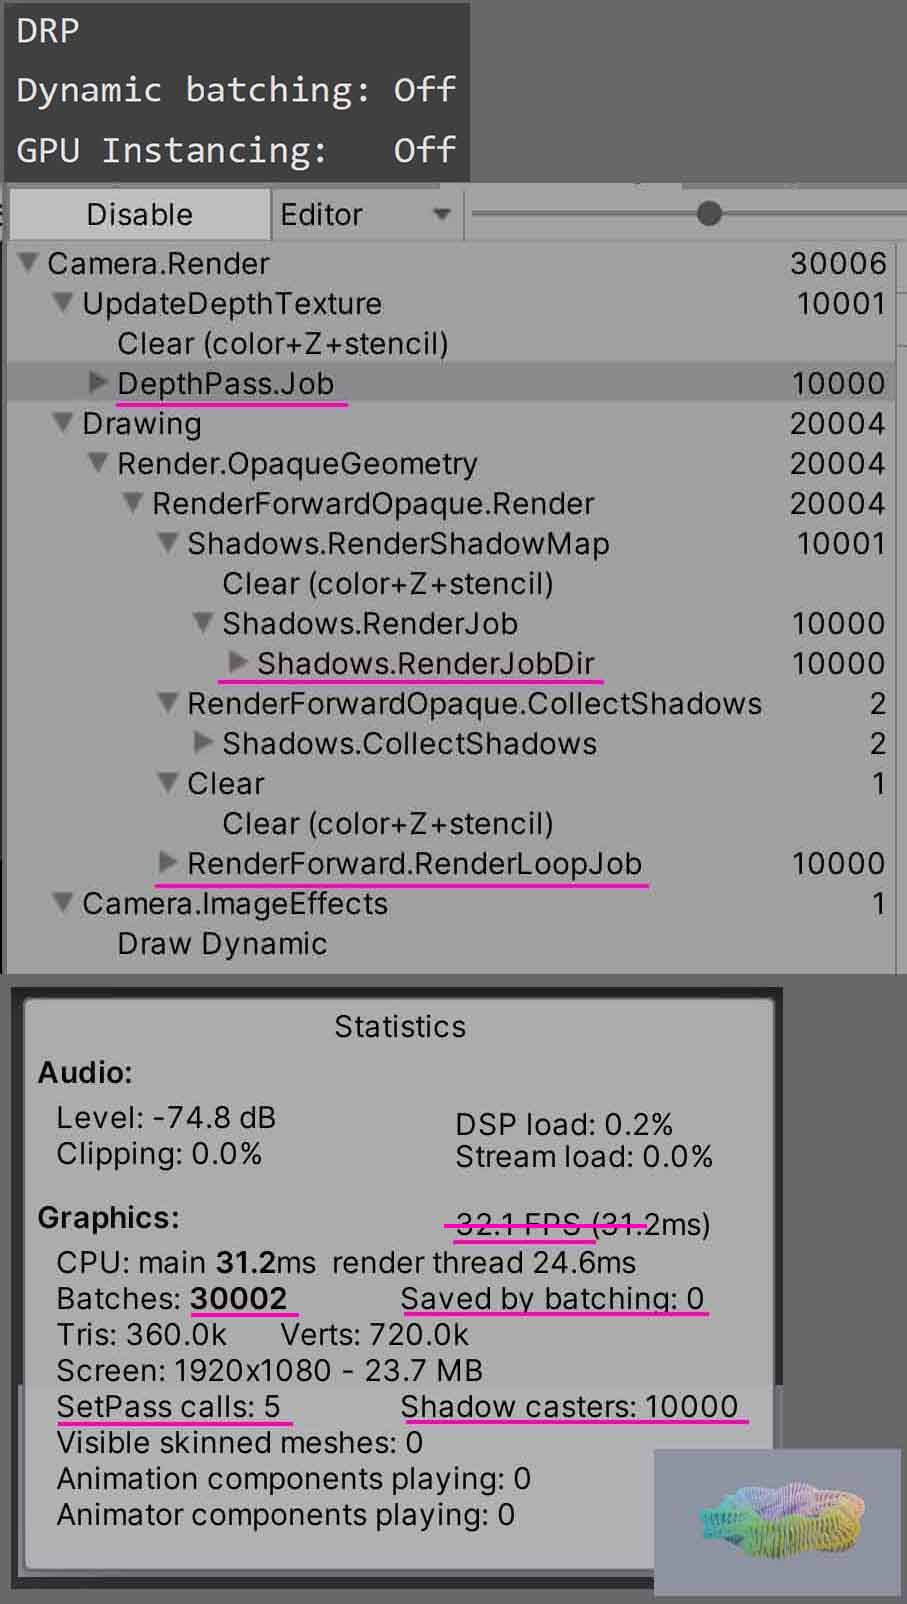 DRP
Dynamic batching: Off
GPU Instancing: Off
Disable Editor
Camera.Render 30006
UpdateDepthTexture 10001
Clear (color+Z+stencil)
DepthPass.Job 10000
Drawing 20004
Render.OpaqueGeometry 20004
RenderForwardOpaque.Render 20004
Shadows.RenderShadowMap 10001
Clear (color+Z+stencil)
Shadows.RenderJob 10000
Shadows.RenderJobDir 10000
RenderForwardOpaque.CollectShadows 2
Shadows.CollectShadows 2
Clear 1
Clear (color+Z+stencil)
RenderForward.RenderLoopJob 10000
Camera.ImageEffects 1
Draw Dynamic
Statistics
Audio:
Level: -74.8 dB DSP load: 0.2%
Clipping: 0.0% Stream load: 0.0%
Graphics: 32.1 FPS (31.2ms)
CPU: main 31.2ms render thread 24.6ms
Batches: 30002 Saved by batching: 0
Tris: 360.0k Verts: 720.0k
Screen: 1920x1080 - 23.7 MB
SetPass calls: 5 Shadow casters: 10000
Visible skinned meshes: 0
Animation components playing: 0
Animator components playing: 0